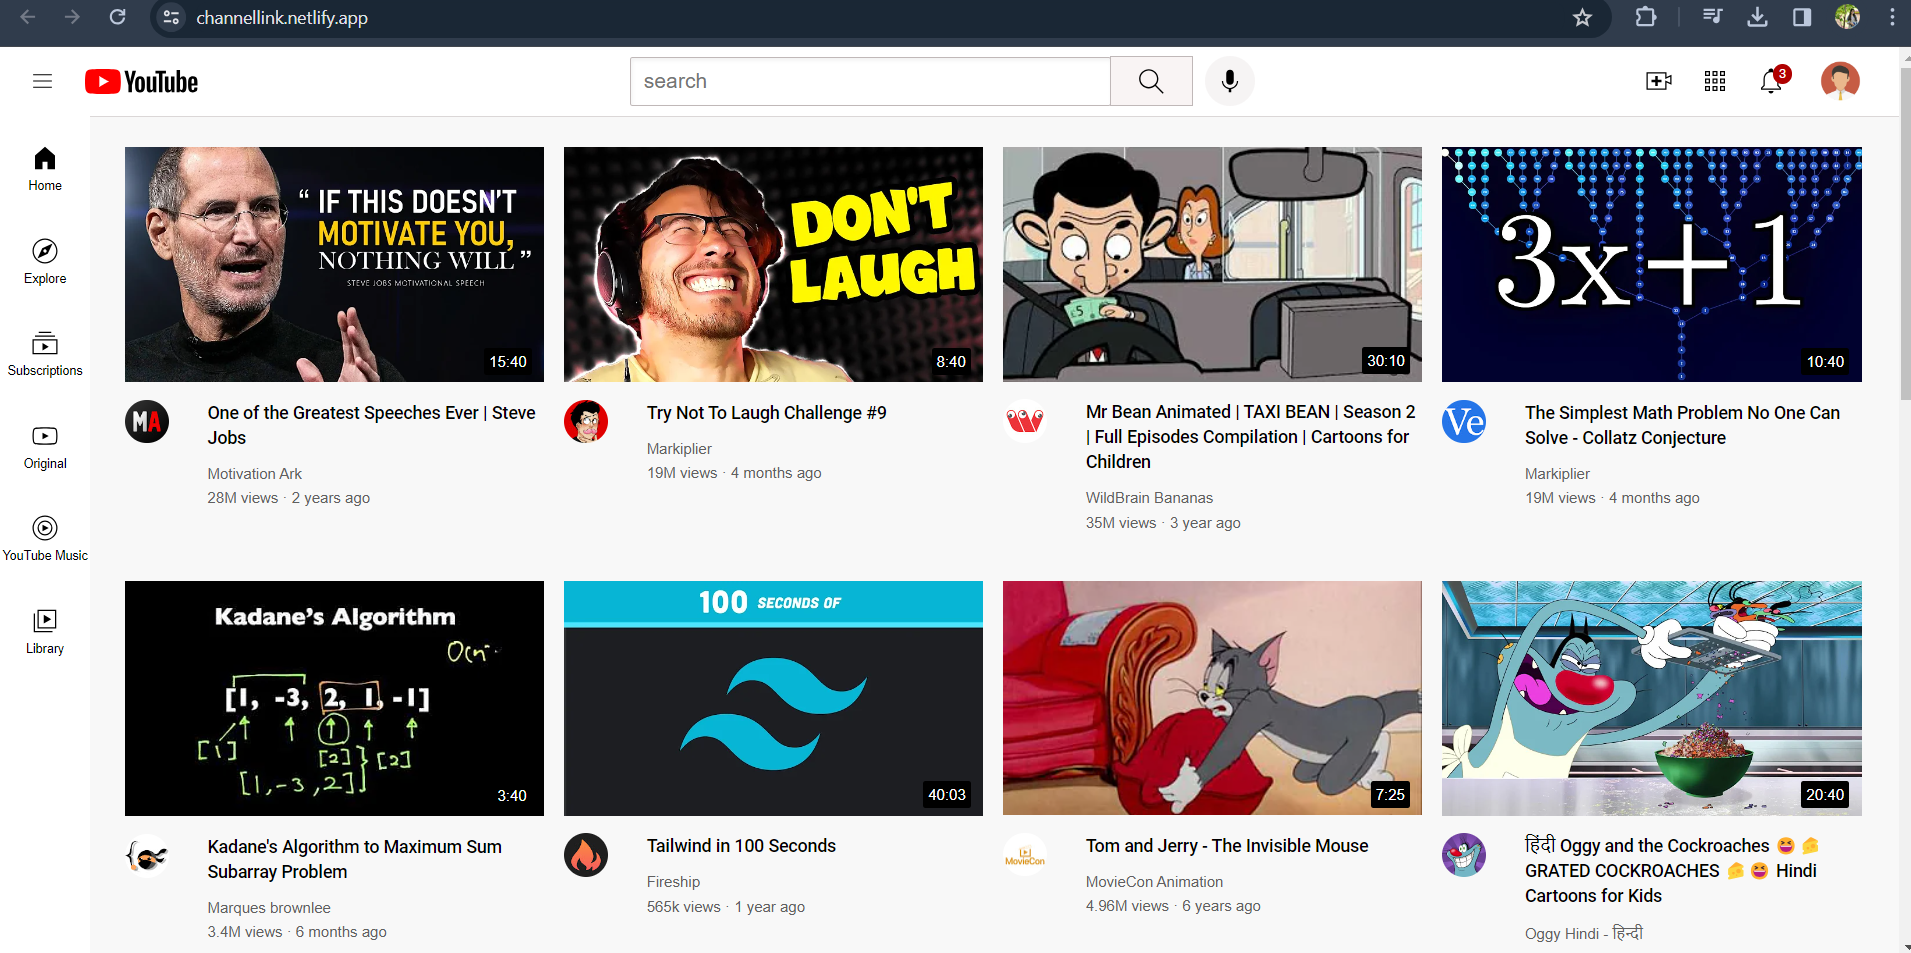 channellink.netlify.app
YouTube
search
3
Home
Explore
Subscriptions
Original
YouTube Music
Library
“ IF THIS DOESN'T
MOTIVATE YOU,
NOTHING WILL ”
STEVE JOBS MOTIVATIONAL SPEECH
15:40
MA
One of the Greatest Speeches Ever | Steve
Jobs
Motivation Ark
28M views · 2 years ago
DON'T
LAUGH
8:40
Try Not To Laugh Challenge #9
Markiplier
19M views · 4 months ago
£5
30:10
W
Mr Bean Animated | TAXI BEAN | Season 2
| Full Episodes Compilation | Cartoons for
Children
WildBrain Bananas
35M views · 3 year ago
3x+1
10:40
Ve
The Simplest Math Problem No One Can
Solve - Collatz Conjecture
Markiplier
19M views · 4 months ago
Kadane's Algorithm
[1, -3, 2, 1, -1]
[1] [2] [2]
[1,-3,2]
3:40
Kadane's Algorithm to Maximum Sum
Subarray Problem
Marques brownlee
3.4M views · 6 months ago
100 SECONDS OF
40:03
Tailwind in 100 Seconds
Fireship
565k views · 1 year ago
7:25
MovieCon
Tom and Jerry - The Invisible Mouse
MovieCon Animation
4.96M views · 6 years ago
20:40
हिंदी Oggy and the Cockroaches 😆 🧀
GRATED COCKROACHES 🧀 😆 Hindi
Cartoons for Kids
Oggy Hindi - हिन्दी